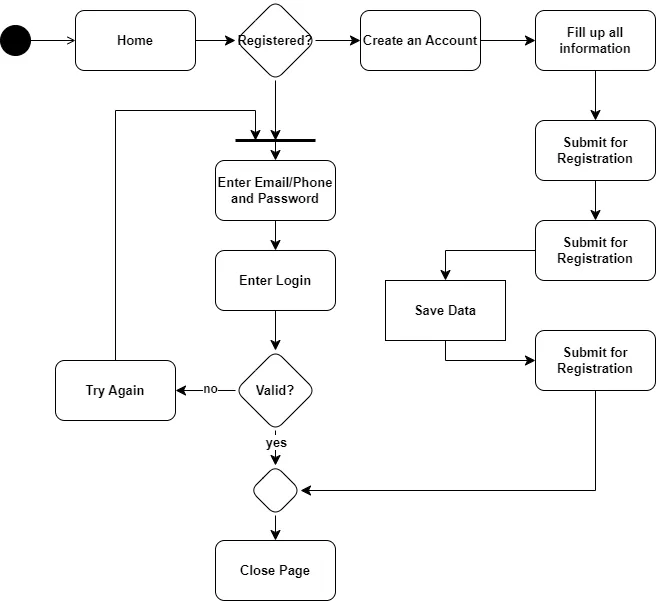 Home
Registered?
Create an Account
Fill up all
information
Submit for
Registration
Enter Email/Phone
and Password
Submit for
Registration
Enter Login
Save Data
Submit for
Registration
Try Again
no
Valid?
yes
Close Page